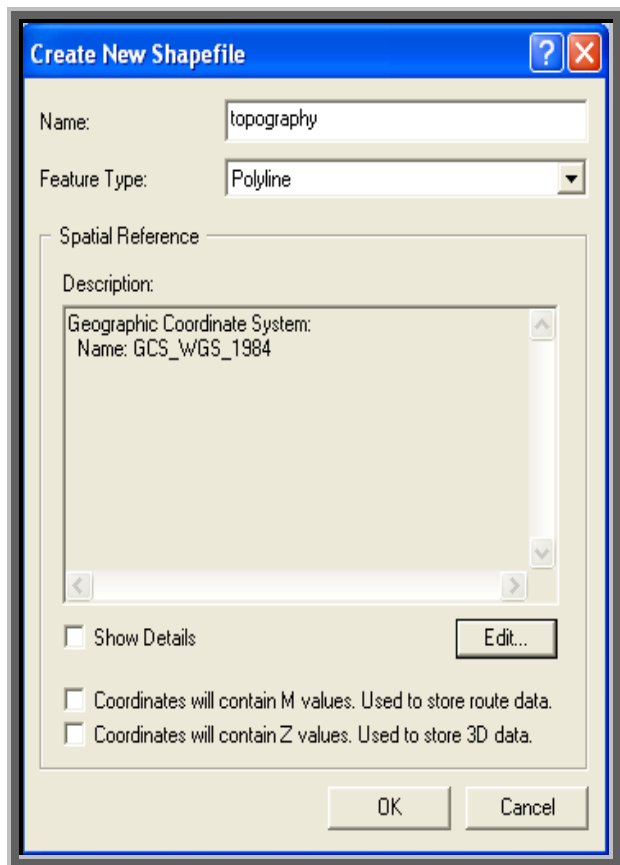 Create New Shapefile
Name: topography
Feature Type: Polyline
Spatial Reference
Description:
Geographic Coordinate System:
Name: GCS_WGS_1984
Show Details
Edit...
Coordinates will contain M values. Used to store route data.
Coordinates will contain Z values. Used to store 3D data.
OK Cancel